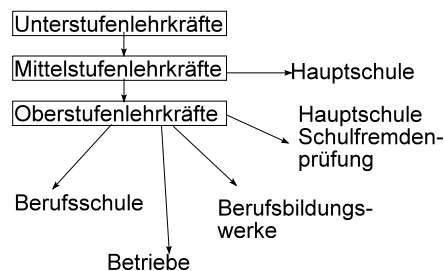 Unterstufenlehrkräfte
Mittelstufenlehrkräfte
Hauptschule
Oberstufenlehrkräfte
Hauptschule
Schulfremden-
prüfung
Berufsschule
Berufsbildungs-
werke
Betriebe